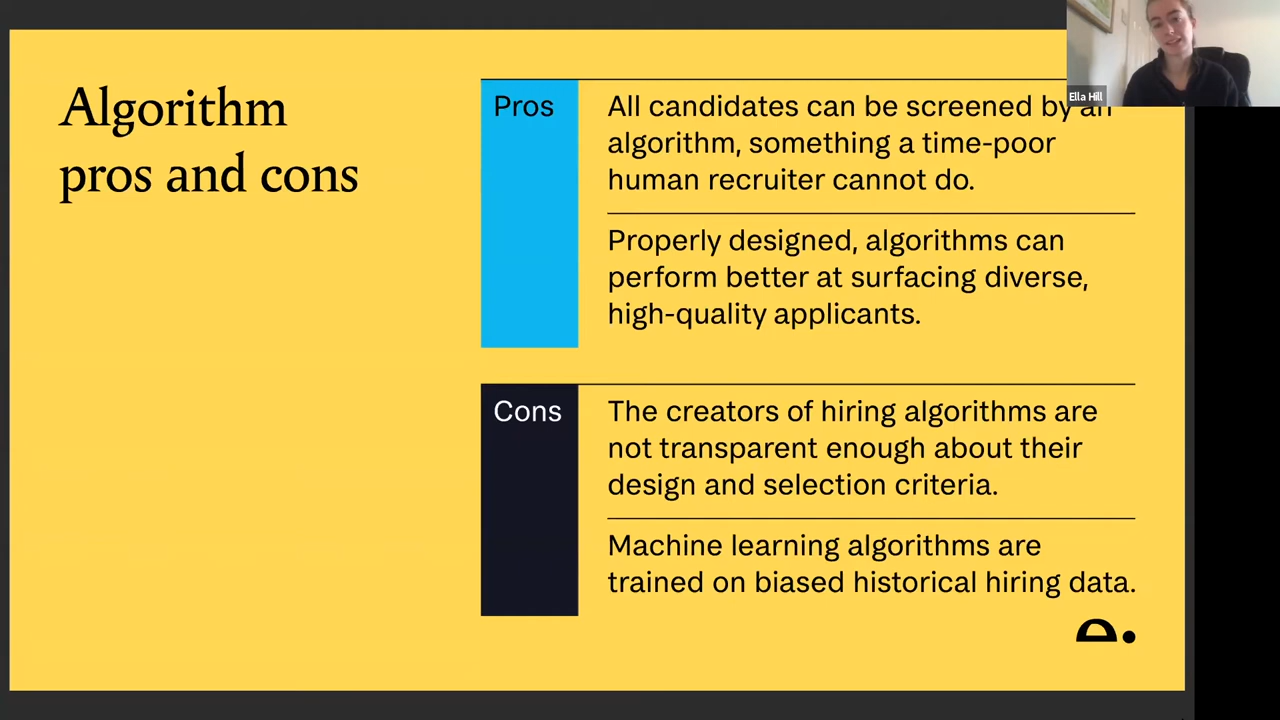 Algorithm
pros and cons
Pros
All candidates can be screened by an
algorithm, something a time-poor
human recruiter cannot do.
Properly designed, algorithms can
perform better at surfacing diverse,
high-quality applicants.
Cons
The creators of hiring algorithms are
not transparent enough about their
design and selection criteria.
Machine learning algorithms are
trained on biased historical hiring data.
e.
Ella Hill